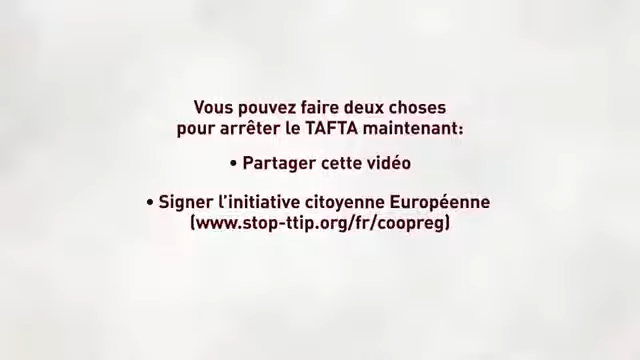 Vous pouvez faire deux choses
pour arrêter le TAFTA maintenant:
• Partager cette vidéo
• Signer l'initiative citoyenne Européenne
(www.stop-ttip.org/fr/coopreg)